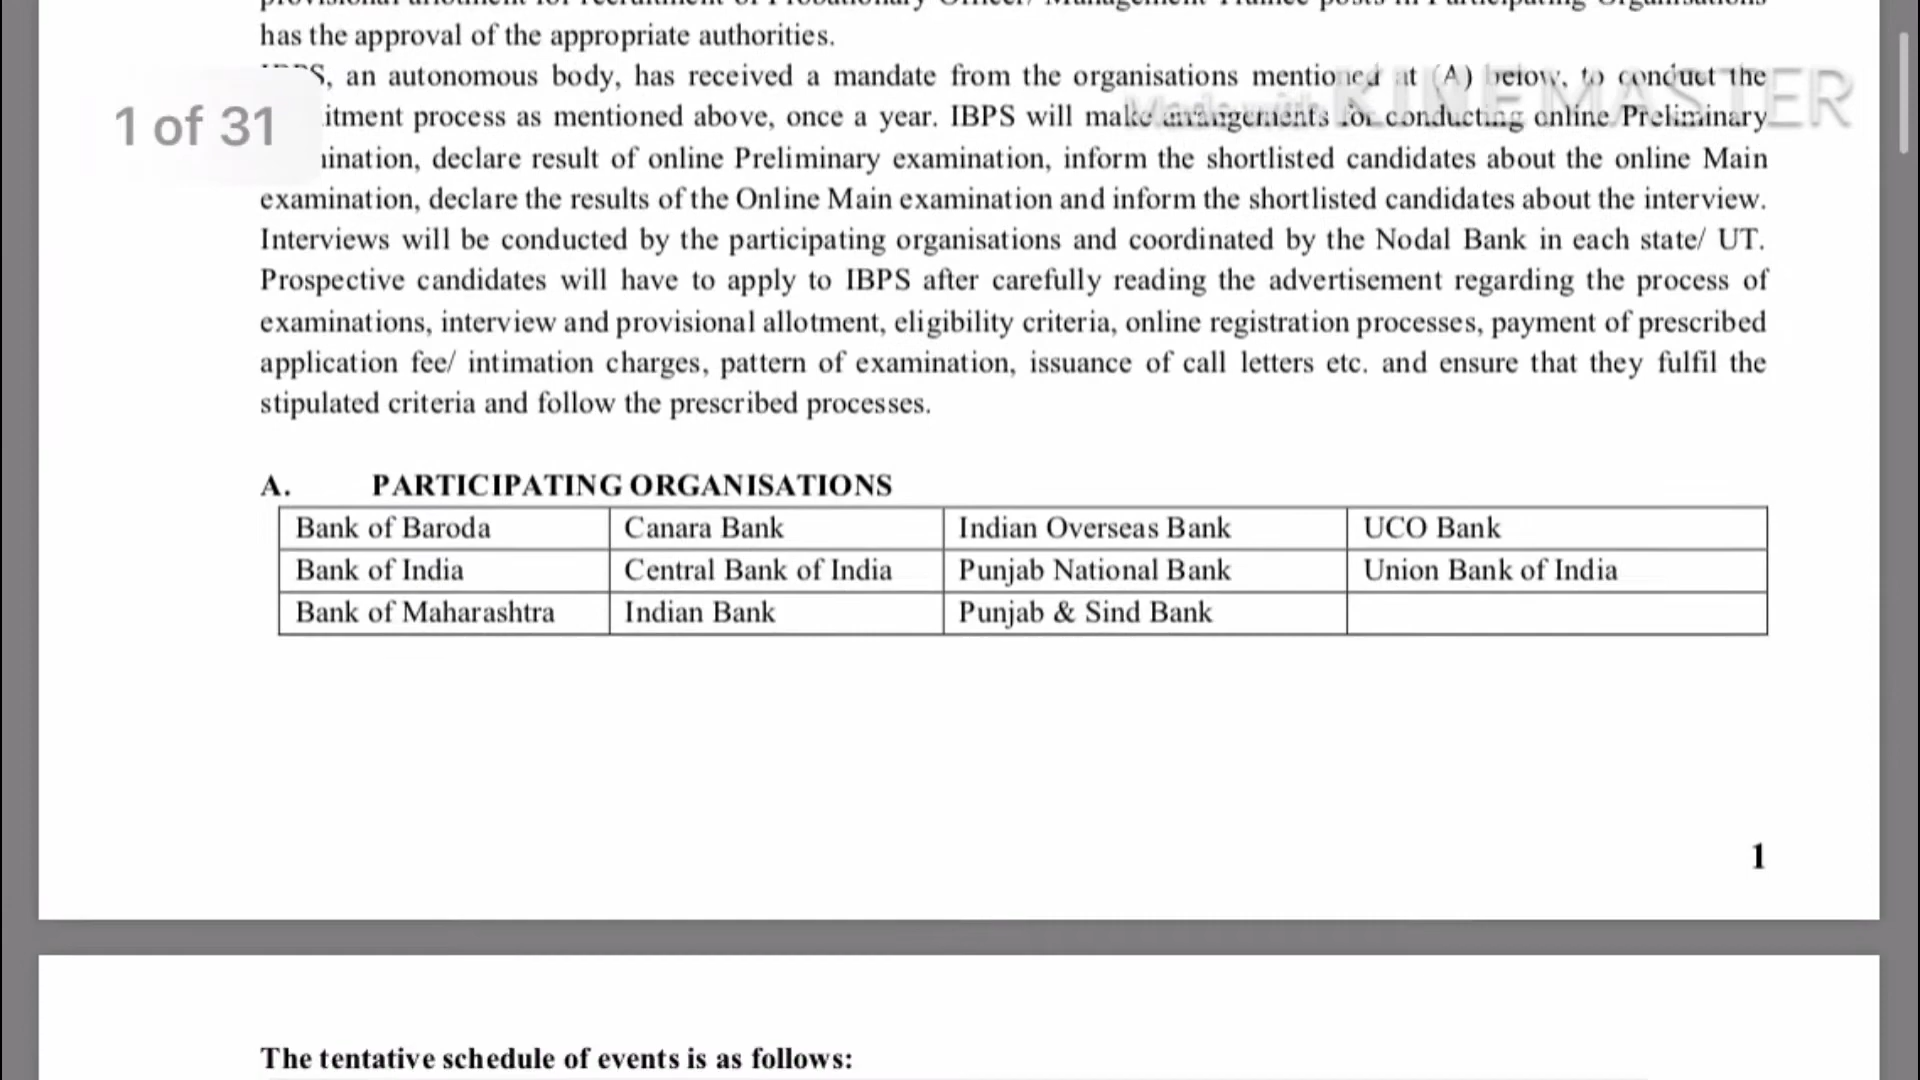 has the approval of the appropriate authorities.
an autonomous body, has received a mandate from the organisations mentioned at (A) below, to conduct the
1 of 31
itment process as mentioned above, once a year. IBPS will make arrangements for conducting online Preliminary
Made with KINEMASTER
ination, declare result of online Preliminary examination, inform the shortlisted candidates about the online Main
examination, declare the results of the Online Main examination and inform the shortlisted candidates about the interview.
Interviews will be conducted by the participating organisations and coordinated by the Nodal Bank in each state/ UT.
Prospective candidates will have to apply to IBPS after carefully reading the advertisement regarding the process of
examinations, interview and provisional allotment, eligibility criteria, online registration processes, payment of prescribed
application fee/ intimation charges, pattern of examination, issuance of call letters etc. and ensure that they fulfil the
stipulated criteria and follow the prescribed processes.
A. PARTICIPATING ORGANISATIONS
Bank of Baroda Canara Bank Indian Overseas Bank UCO Bank
Bank of India Central Bank of India Punjab National Bank Union Bank of India
Bank of Maharashtra Indian Bank Punjab & Sind Bank
1
The tentative schedule of events is as follows: